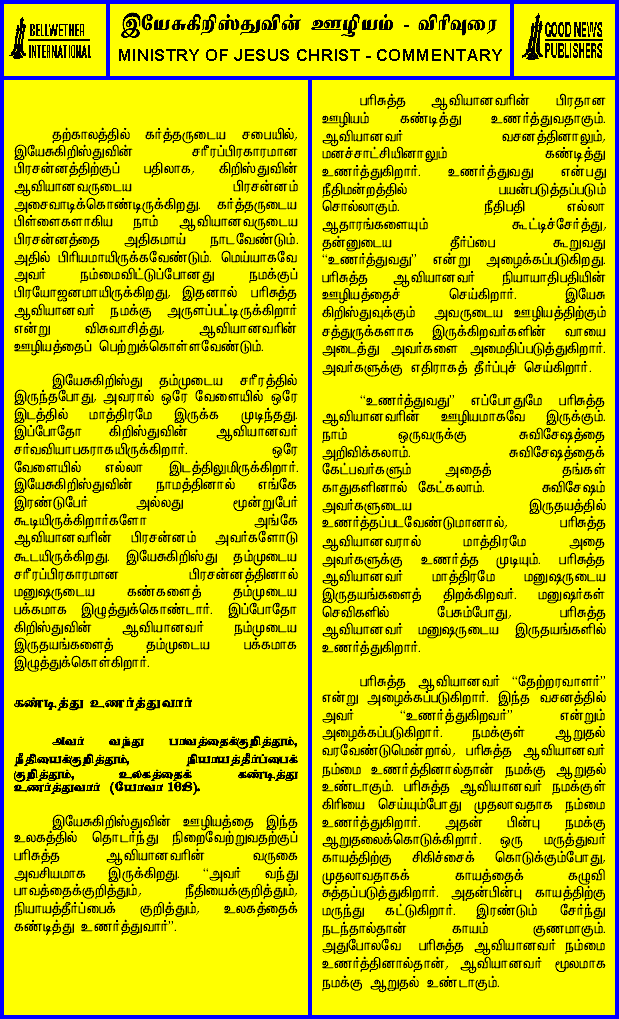 BELLWETHER
INTERNATIONAL
இயேசுகிறிஸ்துவின் ஊழியம் - விரிவுரை
MINISTRY OF JESUS CHRIST - COMMENTARY
GOOD NEWS
PUBLISHERS
தற்காலத்தில் கர்த்தருடைய சபையில்,
இயேசுகிறிஸ்துவின் சரீரப்பிரகாரமான
பிரசன்னத்திற்குப் பதிலாக, கிறிஸ்துவின்
ஆவியானவருடைய பிரசன்னம்
அசைவாடிக்கொண்டிருக்கிறது. கர்த்தருடைய
பிள்ளைகளாகிய நாம் ஆவியானவருடைய
பிரசன்னத்தை அதிகமாய் நாடவேண்டும்.
அதில் பிரியமாயிருக்கவேண்டும். மெய்யாகவே
அவர் நம்மைவிட்டுப்போனது நமக்குப்
பிரயோஜனமாயிருக்கிறது, இதனால் பரிசுத்த
ஆவியானவர் நமக்கு அருளப்பட்டிருக்கிறார்
என்று விசுவாசித்து, ஆவியானவரின்
ஊழியத்தைப் பெற்றுக்கொள்ளவேண்டும்.
இயேசுகிறிஸ்து தம்முடைய சரீரத்தில்
இருந்தபோது, அவரால் ஒரே வேளையில் ஒரே
இடத்தில் மாத்திரமே இருக்க முடிந்தது.
இப்போதோ கிறிஸ்துவின் ஆவியானவர்
சர்வவியாபகராகயிருக்கிறார். ஒரே
வேளையில் எல்லா இடத்திலுமிருக்கிறார்.
இயேசுகிறிஸ்துவின் நாமத்தினால் எங்கே
இரண்டுபேர் அல்லது மூன்றுபேர்
கூடியிருக்கிறார்களோ அங்கே
ஆவியானவரின் பிரசன்னம் அவர்களோடு
கூடயிருக்கிறது. இயேசுகிறிஸ்து தம்முடைய
சரீரப்பிரகாரமான பிரசன்னத்தினால்
மனுஷருடைய கண்களைத் தம்முடைய
பக்கமாக இழுத்துக்கொண்டார். இப்போதோ
கிறிஸ்துவின் ஆவியானவர் நம்முடைய
இருதயங்களைத் தம்முடைய பக்கமாக
இழுத்துக்கொள்கிறார்.
கண்டித்து உணர்த்துவார்
அவர் வந்து பாவத்தைக்குறித்தும்,
நீதியைக்குறித்தும், நியாயத்தீர்ப்பைக்
குறித்தும், உலகத்தைக் கண்டித்து
உணர்த்துவார் (யோவா 16:8).
இயேசுகிறிஸ்துவின் ஊழியத்தை இந்த
உலகத்தில் தொடர்ந்து நிறைவேற்றுவதற்குப்
பரிசுத்த ஆவியானவரின் வருகை
அவசியமாக இருக்கிறது. “அவர் வந்து
பாவத்தைக்குறித்தும், நீதியைக்குறித்தும்,
நியாயத்தீர்ப்பைக் குறித்தும், உலகத்தைக்
கண்டித்து உணர்த்துவார்”.
பரிசுத்த ஆவியானவரின் பிரதான
ஊழியம் கண்டித்து உணர்த்துவதாகும்.
ஆவியானவர் வசனத்தினாலும்,
மனச்சாட்சியினாலும் கண்டித்து
உணர்த்துகிறார். உணர்த்துவது என்பது
நீதிமன்றத்தில் பயன்படுத்தப்படும்
சொல்லாகும். நீதிபதி எல்லா
ஆதாரங்களையும் கூட்டிச்சேர்த்து,
தன்னுடைய தீர்ப்பை கூறுவது
“உணர்த்துவது” என்று அழைக்கப்படுகிறது.
பரிசுத்த ஆவியானவர் நியாயாதிபதியின்
ஊழியத்தைச் செய்கிறார். இயேசு
கிறிஸ்துவுக்கும் அவருடைய ஊழியத்திற்கும்
சத்துருக்களாக இருக்கிறவர்களின் வாயை
அடைத்து அவர்களை அமைதிப்படுத்துகிறார்.
அவர்களுக்கு எதிராகத் தீர்ப்புச் செய்கிறார்.
“உணர்த்துவது” எப்போதுமே பரிசுத்த
ஆவியானவரின் ஊழியமாகவே இருக்கும்.
நாம் ஒருவருக்கு சுவிசேஷத்தை
அறிவிக்கலாம். சுவிசேஷத்தைக்
கேட்பவர்களும் அதைத் தங்கள்
காதுகளினால் கேட்கலாம். சுவிசேஷம்
அவர்களுடைய இருதயத்தில்
உணர்த்தப்படவேண்டுமானால், பரிசுத்த
ஆவியானவரால் மாத்திரமே அதை
அவர்களுக்கு உணர்த்த முடியும். பரிசுத்த
ஆவியானவர் மாத்திரமே மனுஷருடைய
இருதயங்களைத் திறக்கிறவர். மனுஷர்கள்
செவிகளில் பேசும்போது, பரிசுத்த
ஆவியானவர் மனுஷருடைய இருதயங்களில்
உணர்த்துகிறார்.
பரிசுத்த ஆவியானவர் “தேற்றரவாளர்”
என்று அழைக்கப்படுகிறார். இந்த வசனத்தில்
அவர் “உணர்த்துகிறவர்” என்றும்
அழைக்கப்படுகிறார். நமக்குள் ஆறுதல்
வரவேண்டுமென்றால், பரிசுத்த ஆவியானவர்
நம்மை உணர்த்தினால்தான் நமக்கு ஆறுதல்
உண்டாகும். பரிசுத்த ஆவியானவர் நமக்குள்
கிரியை செய்யும்போது முதலாவதாக நம்மை
உணர்த்துகிறார். அதன் பின்பு நமக்கு
ஆறுதலைக்கொடுக்கிறார். ஒரு மருத்துவர்
காயத்திற்கு சிகிச்சைக் கொடுக்கும்போது,
முதலாவதாகக் காயத்தைக் கழுவி
சுத்தப்படுத்துகிறார். அதன்பின்பு காயத்திற்கு
மருந்து கட்டுகிறார். இரண்டும் சேர்ந்து
நடந்தால்தான் காயம் குணமாகும்.
அதுபோலவே பரிசுத்த ஆவியானவர் நம்மை
உணர்த்தினால்தான், ஆவியானவர் மூலமாக
நமக்கு ஆறுதல் உண்டாகும்.